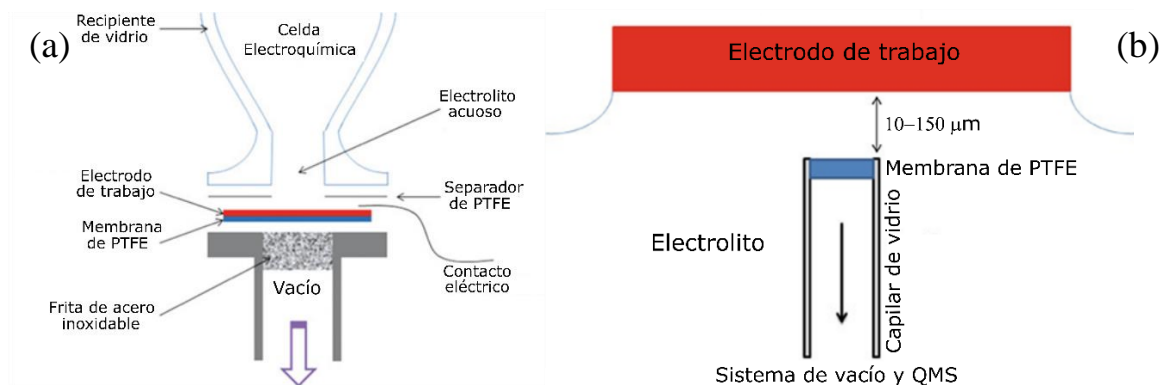 (a)
Recipiente
de vidrio
Celda
Electroquímica
Electrolito
acuoso
Electrodo
de trabajo
Membrana
de PTFE
Separador
de PTFE
Contacto
eléctrico
Frita de acero
inoxidable
Vacío
(b)
Electrodo de trabajo
10–150 µm
Membrana de PTFE
Electrolito
Capilar de vidrio
Sistema de vacío y QMS